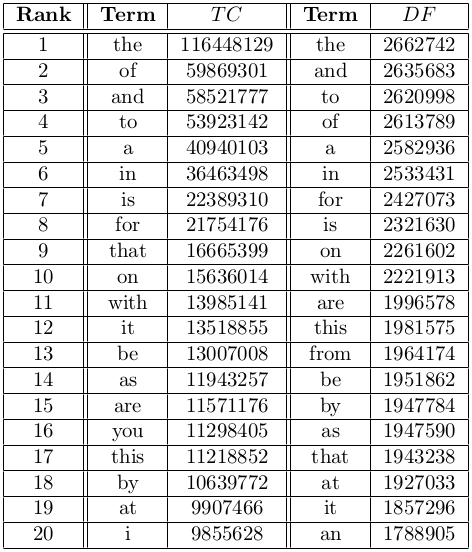 Rank Term TC Term DF
1 the 116448129 the 2662742
2 of 59869301 and 2635683
3 and 58521777 to 2620998
4 to 53923142 of 2613789
5 a 40940103 a 2582936
6 in 36463498 in 2533431
7 is 22389310 for 2427073
8 for 21754176 is 2321630
9 that 16665399 on 2261602
10 on 15636014 with 2221913
11 with 13985141 are 1996578
12 it 13518855 this 1981575
13 be 13007008 from 1964174
14 as 11943257 be 1951862
15 are 11571176 by 1947784
16 you 11298405 as 1947590
17 this 11218852 that 1943238
18 by 10639772 at 1927033
19 at 9907466 it 1857296
20 i 9855628 an 1788905